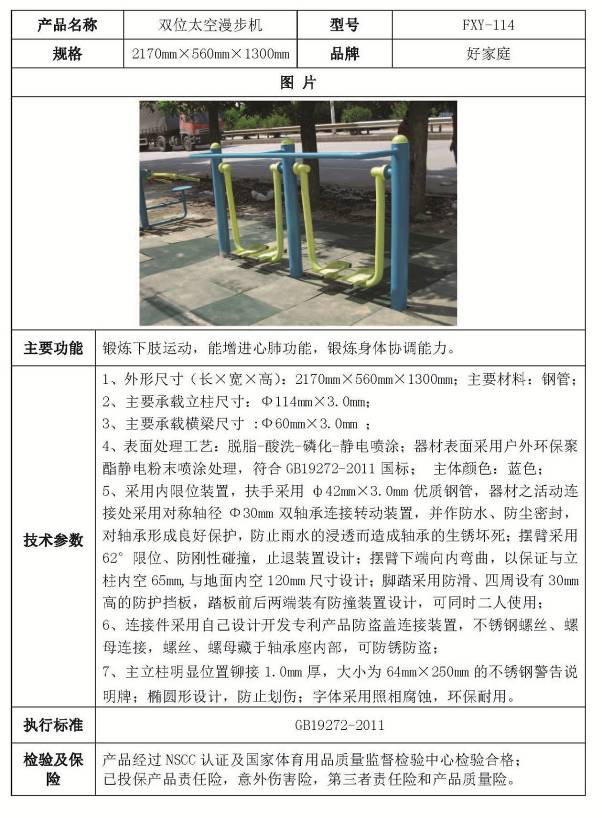 产品名称 双位太空漫步机 型号 FXY-114
规格 2170mm×560mm×1300mm 品牌 好家庭
图 片
主要功能 锻炼下肢运动，能增进心肺功能，锻炼身体协调能力。
技术参数
1、外形尺寸（长×宽×高）：2170mm×560mm×1300mm；主要材料：钢管；
2、主要承载立柱尺寸：Φ114mm×3.0mm；
3、主要承载横梁尺寸 :Φ60mm×3.0mm ；
4、表面处理工艺：脱脂-酸洗-磷化-静电喷涂；器材表面采用户外环保聚
酯静电粉末喷涂处理，符合 GB19272-2011 国标； 主体颜色：蓝色；
5、采用内限位装置，扶手采用 φ42mm×3.0mm 优质钢管，器材之活动连
接处采用对称轴径 Φ30mm 双轴承连接转动装置，并作防水、防尘密封，
对轴承形成良好保护，防止雨水的浸透而造成轴承的生锈坏死；摆臂采用
62°限位、防刚性碰撞，止退装置设计；摆臂下端向内弯曲，以保证与立
柱内空 65mm,与地面内空 120mm 尺寸设计；脚踏采用防滑、四周设有 30mm
高的防护挡板，踏板前后两端装有防撞装置设计，可同时二人使用；
6、连接件采用自己设计开发专利产品防盗盖连接装置，不锈钢螺丝、螺
母连接，螺丝、螺母藏于轴承座内部，可防锈防盗；
7、主立柱明显位置铆接 1.0mm 厚，大小为 64mm×250mm 的不锈钢警告说
明牌；椭圆形设计，防止划伤；字体采用照相腐蚀，环保耐用。
执行标准 GB19272-2011
检验及保险
产品经过 NSCC 认证及国家体育用品质量监督检验中心检验合格；
己投保产品责任险，意外伤害险，第三者责任险和产品质量险。